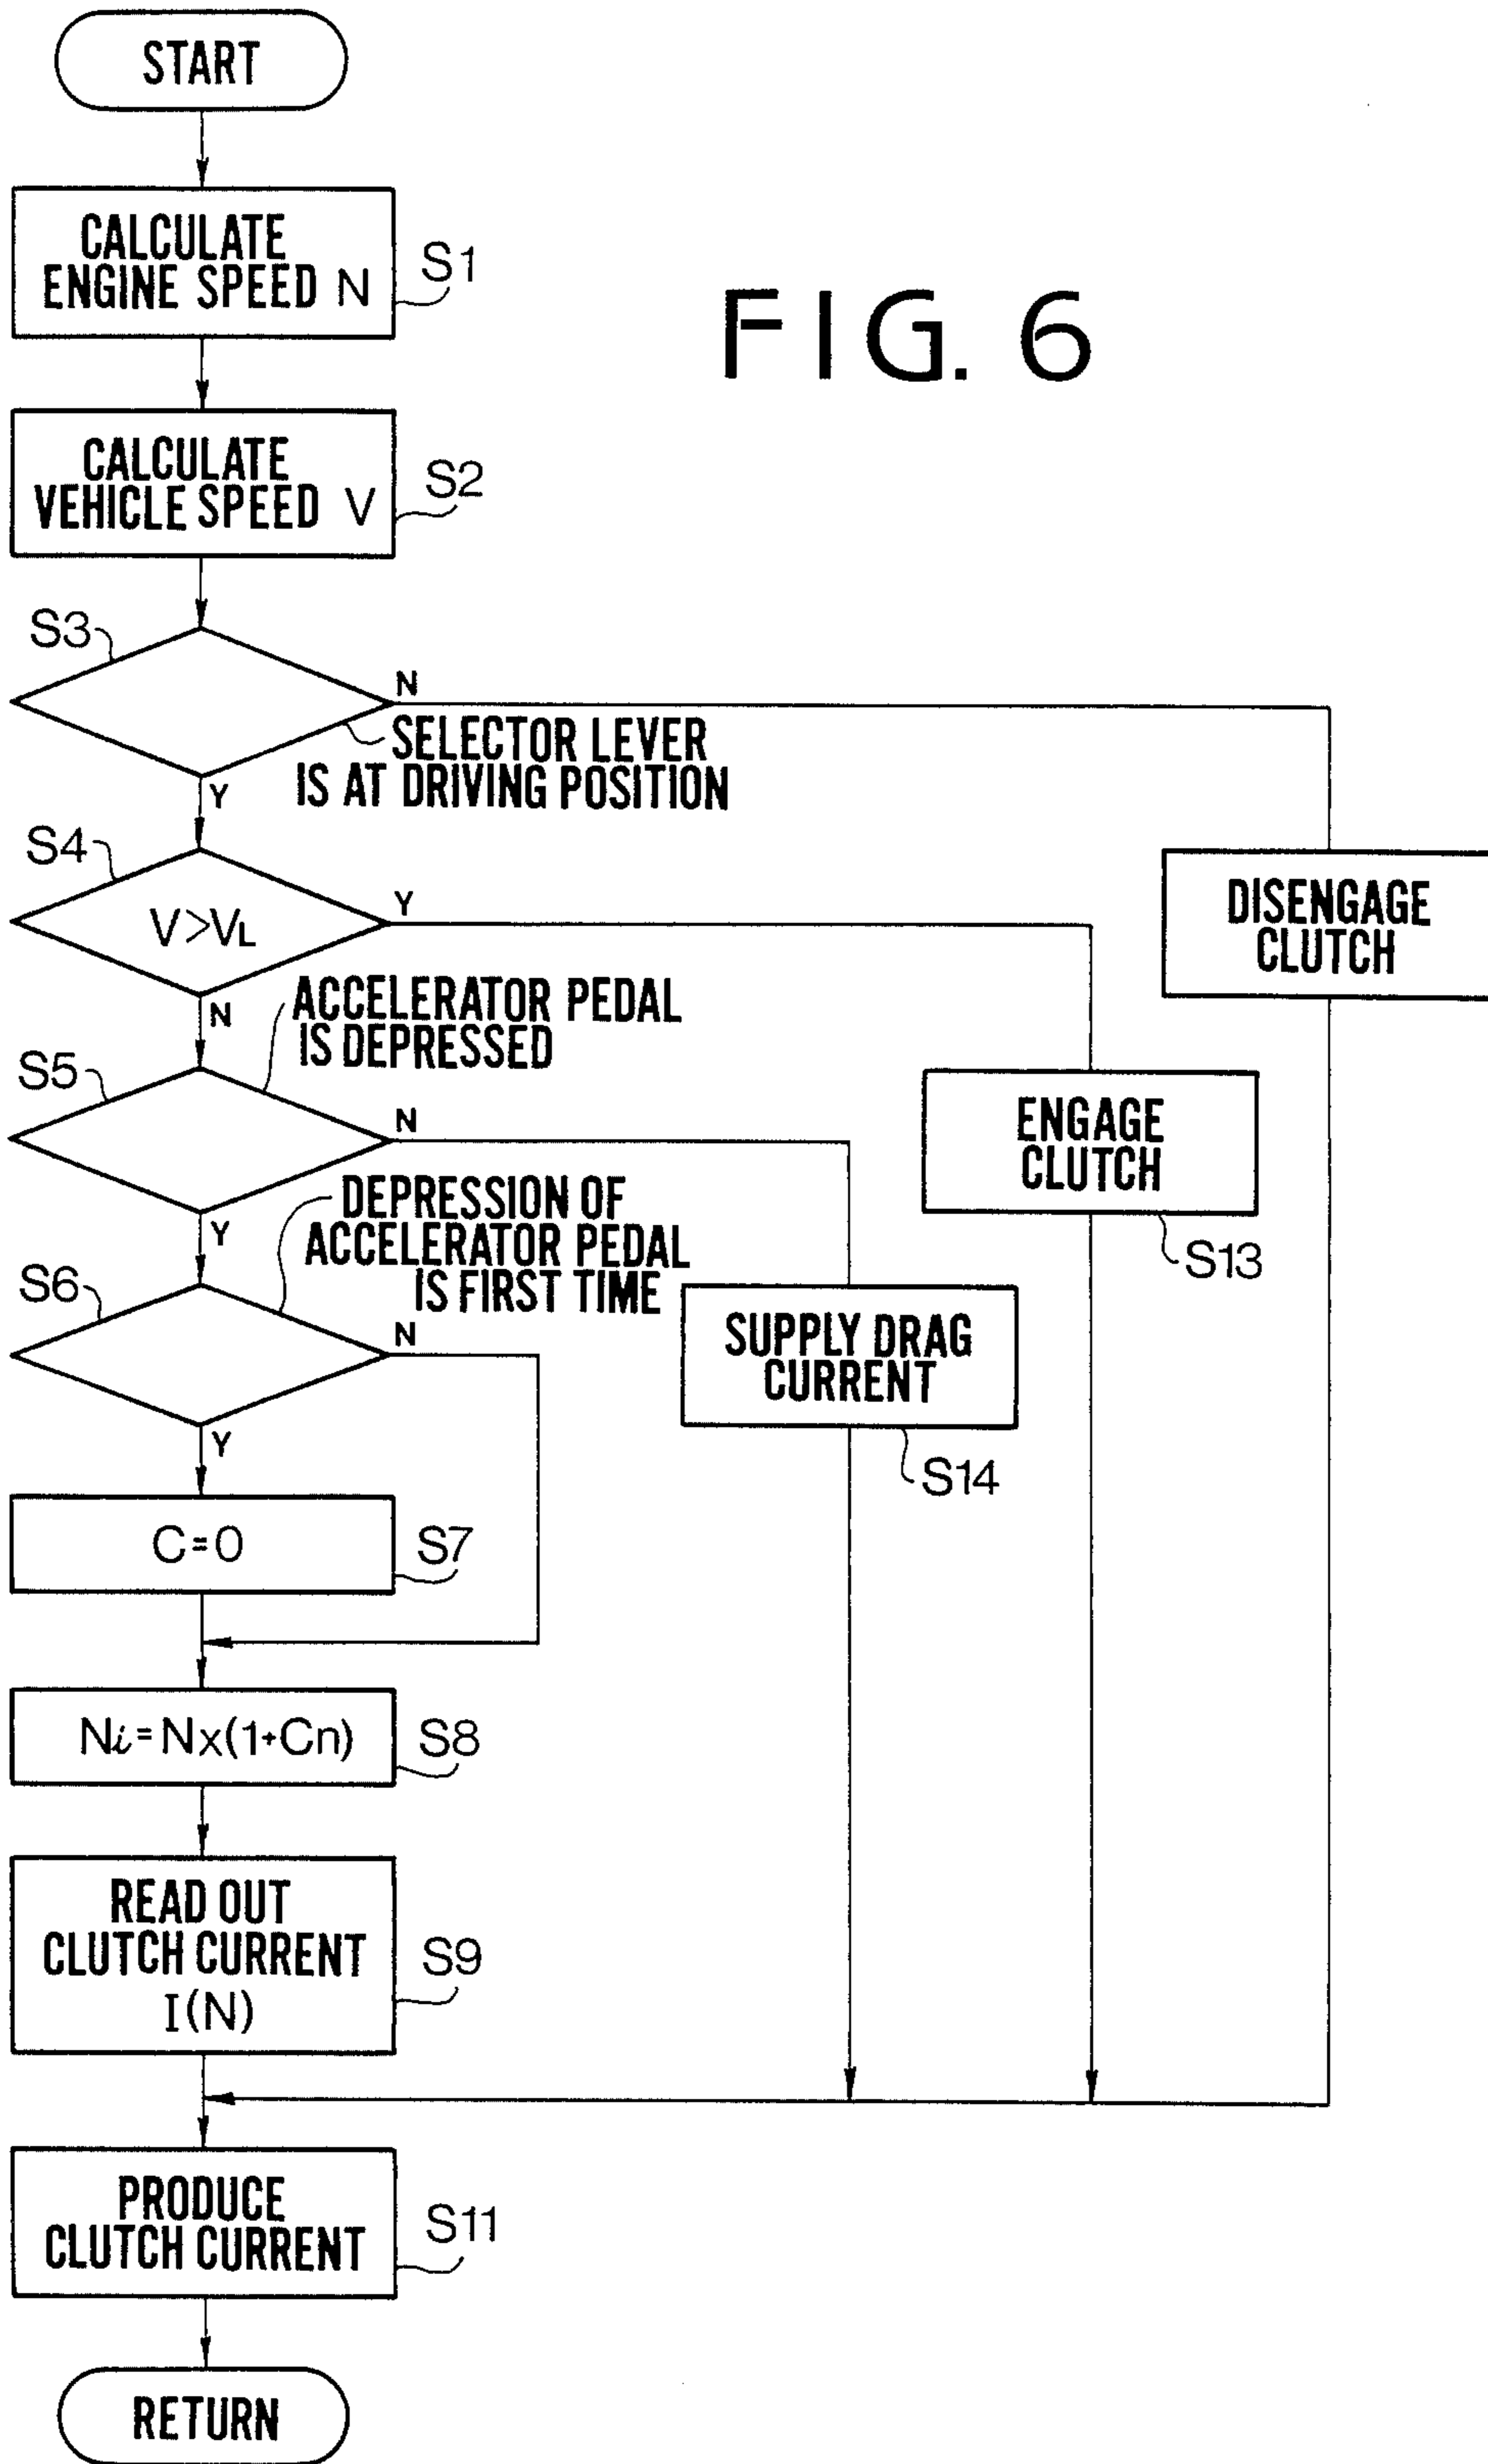 START
CALCULATE
ENGINE SPEED N
S1
FIG. 6
CALCULATE
VEHICLE SPEED V
S2
S3
N
SELECTOR LEVER
IS AT DRIVING POSITION
Y
S4
V>VL
Y
DISENGAGE
CLUTCH
N
ACCELERATOR PEDAL
IS DEPRESSED
S5
N
ENGAGE
CLUTCH
S13
Y
DEPRESSION OF
ACCELERATOR PEDAL
IS FIRST TIME
S6
N
SUPPLY DRAG
CURRENT
S14
Y
C=0
S7
Ni=Nx(1+Cn)
S8
READ OUT
CLUTCH CURRENT
I(N)
S9
PRODUCE
CLUTCH CURRENT
S11
RETURN